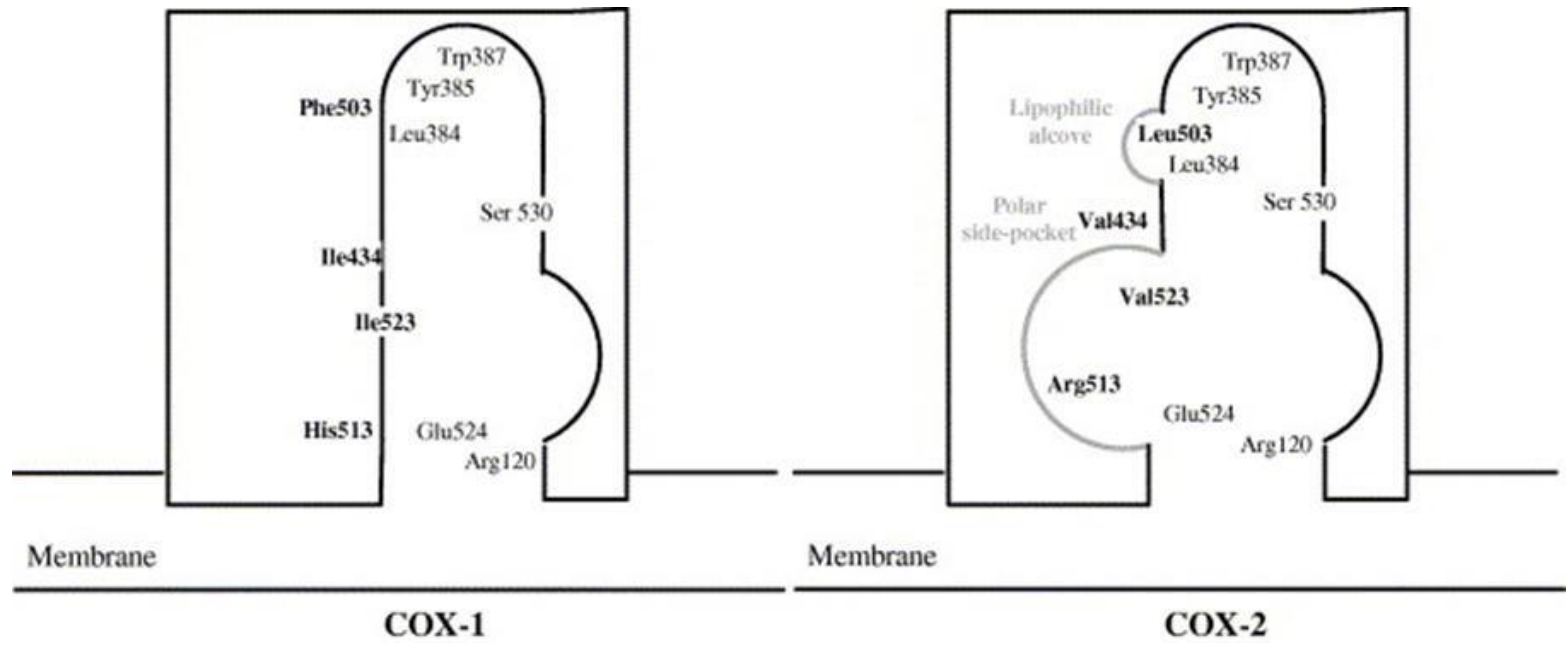 Trp387
Tyr385
Phe503
Leu384
Ser 530
Ile434
Ile523
His513
Glu524
Arg120
Membrane
COX-1
Trp387
Tyr385
Lipophilic
alcove
Leu503
Leu384
Ser 530
Polar
side-pocket
Val434
Val523
Arg513
Glu524
Arg120
Membrane
COX-2